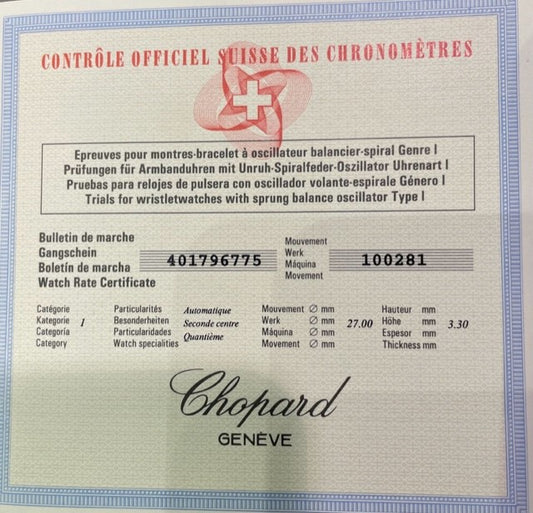 CONTRÔLE OFFICIEL SUISSE DES CHRONOMÈTRES
Epreuves pour montres-bracelet à oscillateur balancier-spiral Genre I
Prüfungen für Armbanduhren mit Unruh-Spiralfeder-Oszillator Uhrenart I
Pruebas para relojes de pulsera con oscillador volante-espirale Género I
Trials for wristletwatches with sprung balance oscillator Type I
Bulletin de marche
Gangschein
Boletín de marcha
Watch Rate Certificate
401796775
Mouvement
Werk
Máquina
Movement
100281
Catégorie
Kategorie
Categoría
Category
1
Particularités
Besonderheiten
Particularidades
Watch specialities
Automatique
Seconde centre
Quantième
Mouvement ∅ mm
Werk ∅ mm
Máquina ∅ mm
Movement ∅ mm
27.00
Hauteur mm
Höhe mm
Espesor mm
Thickness mm
3.30
Chopard
GENÈVE